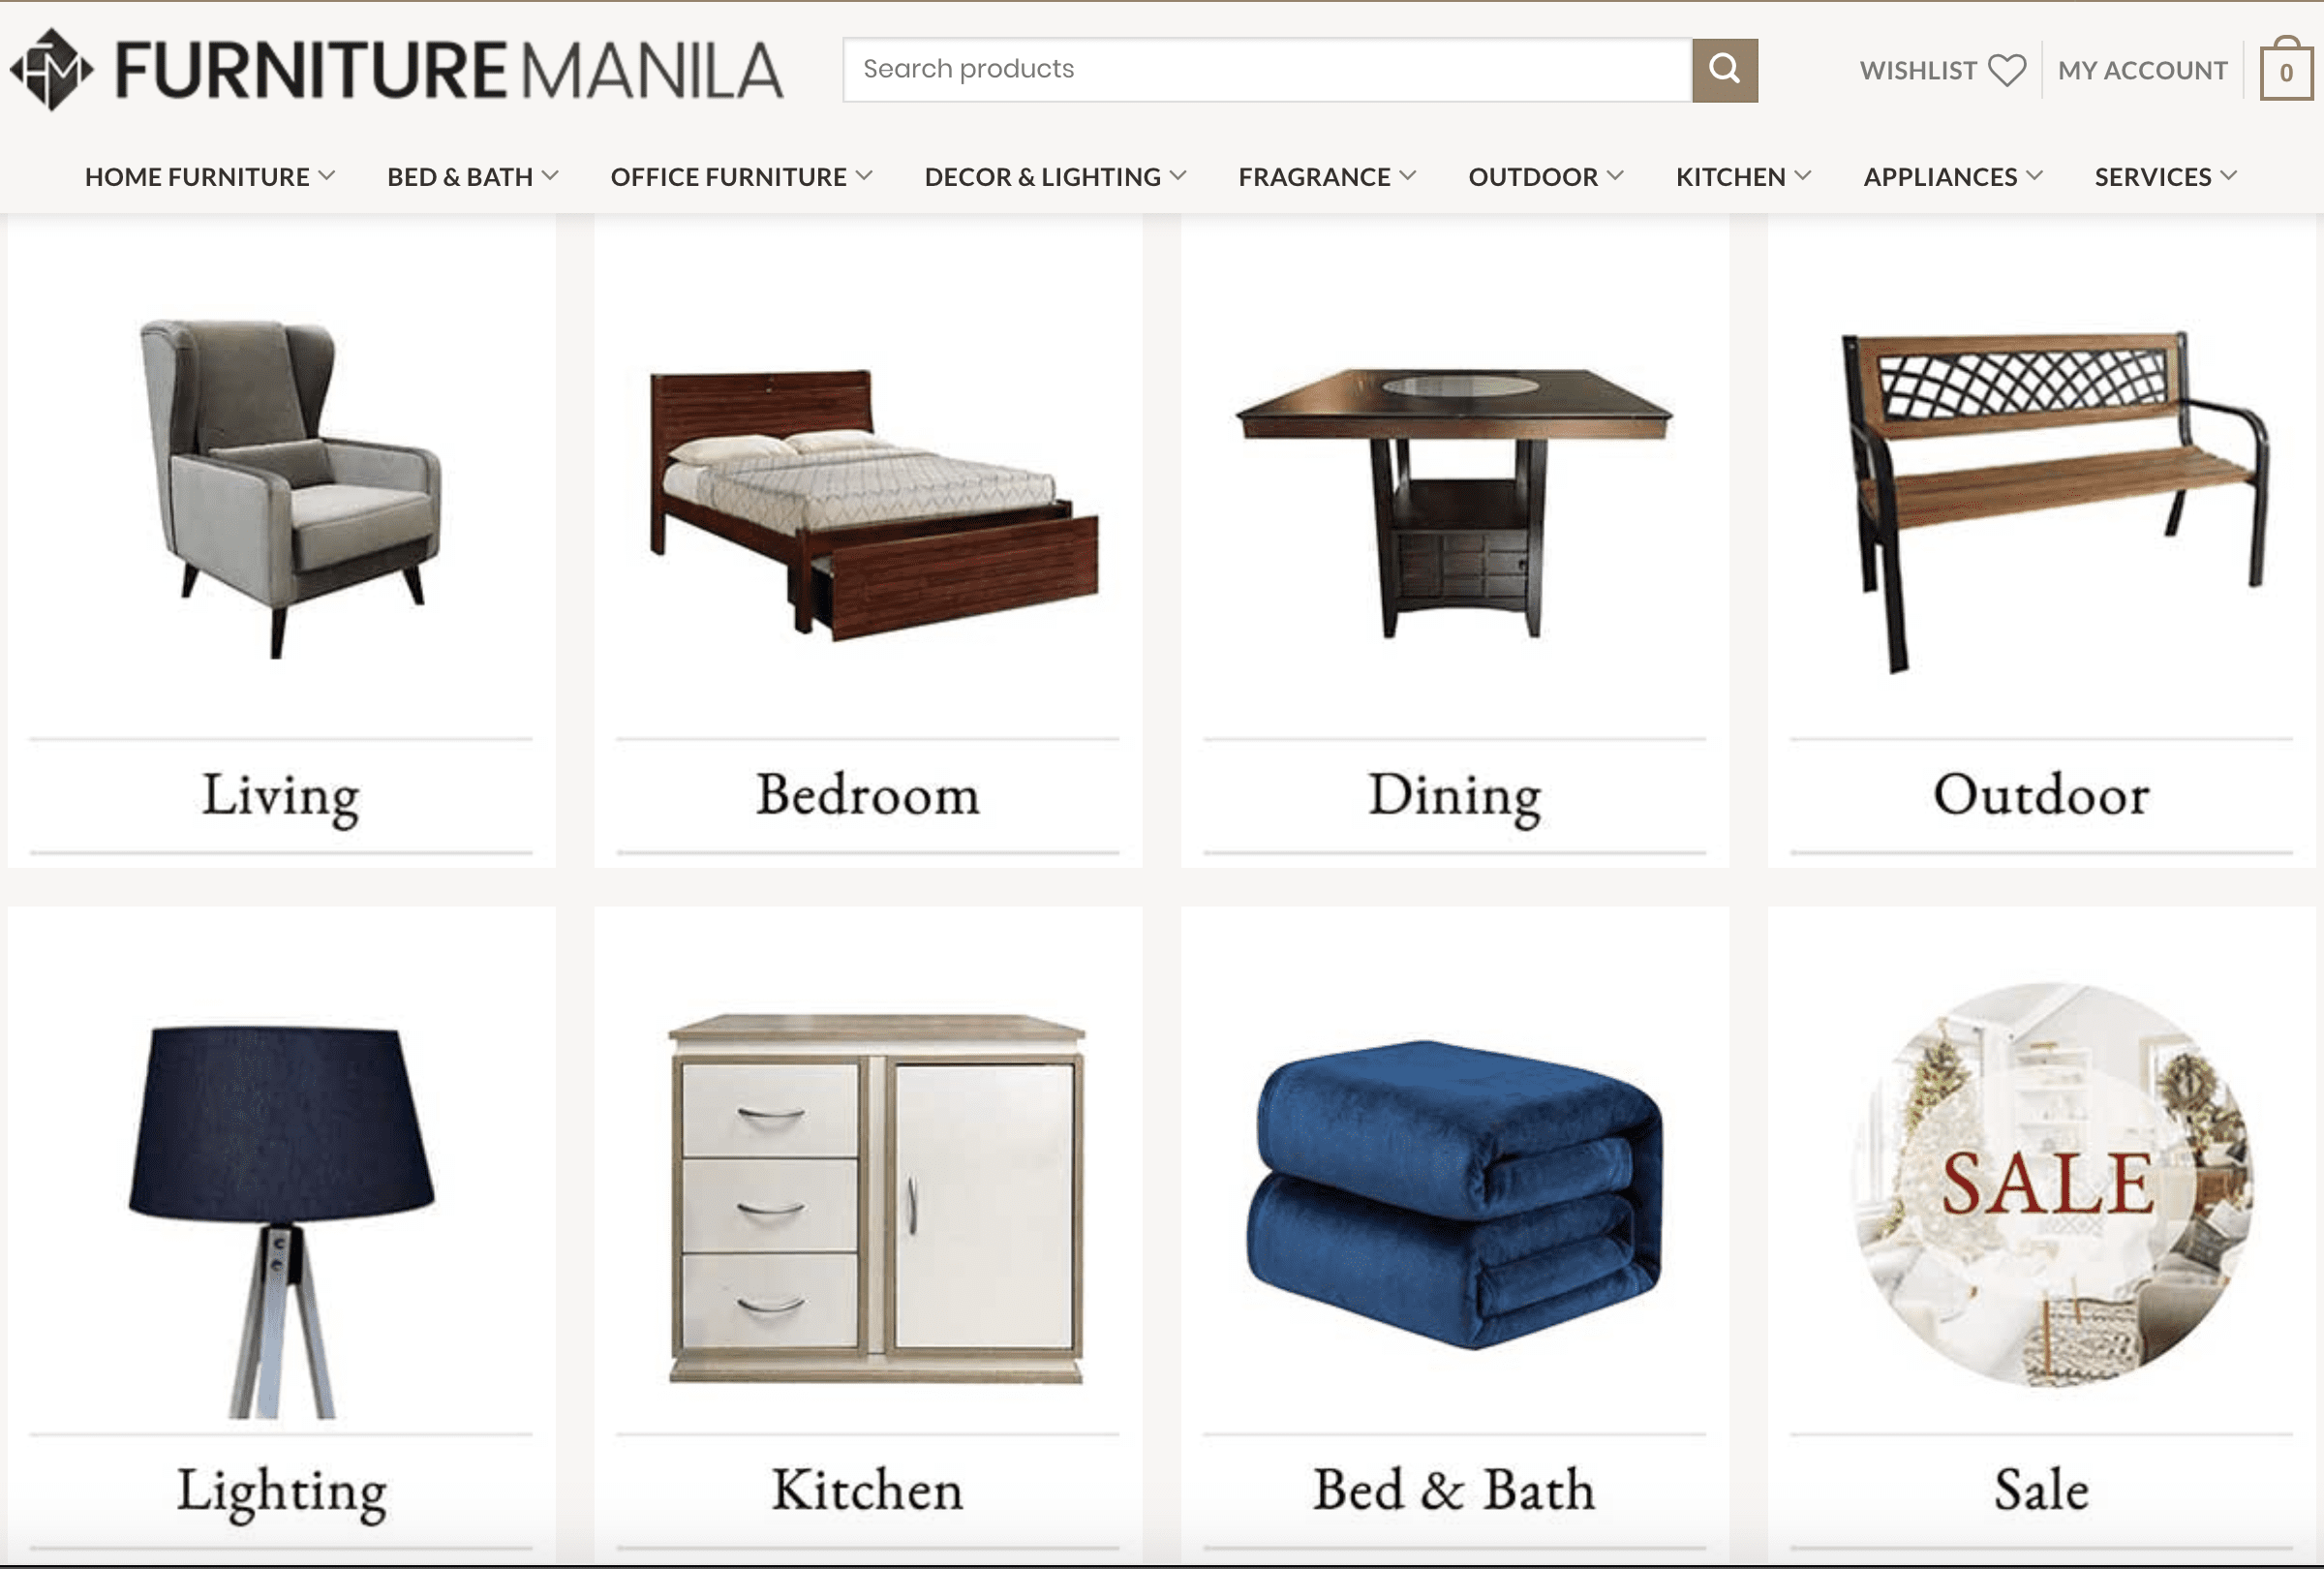 FM FURNITURE MANILA
Search products
WISHLIST
MY ACCOUNT
0
HOME FURNITURE
BED & BATH
OFFICE FURNITURE
DECOR & LIGHTING
FRAGRANCE
OUTDOOR
KITCHEN
APPLIANCES
SERVICES
Living
Bedroom
Dining
Outdoor
SALE
Lighting
Kitchen
Bed & Bath
Sale